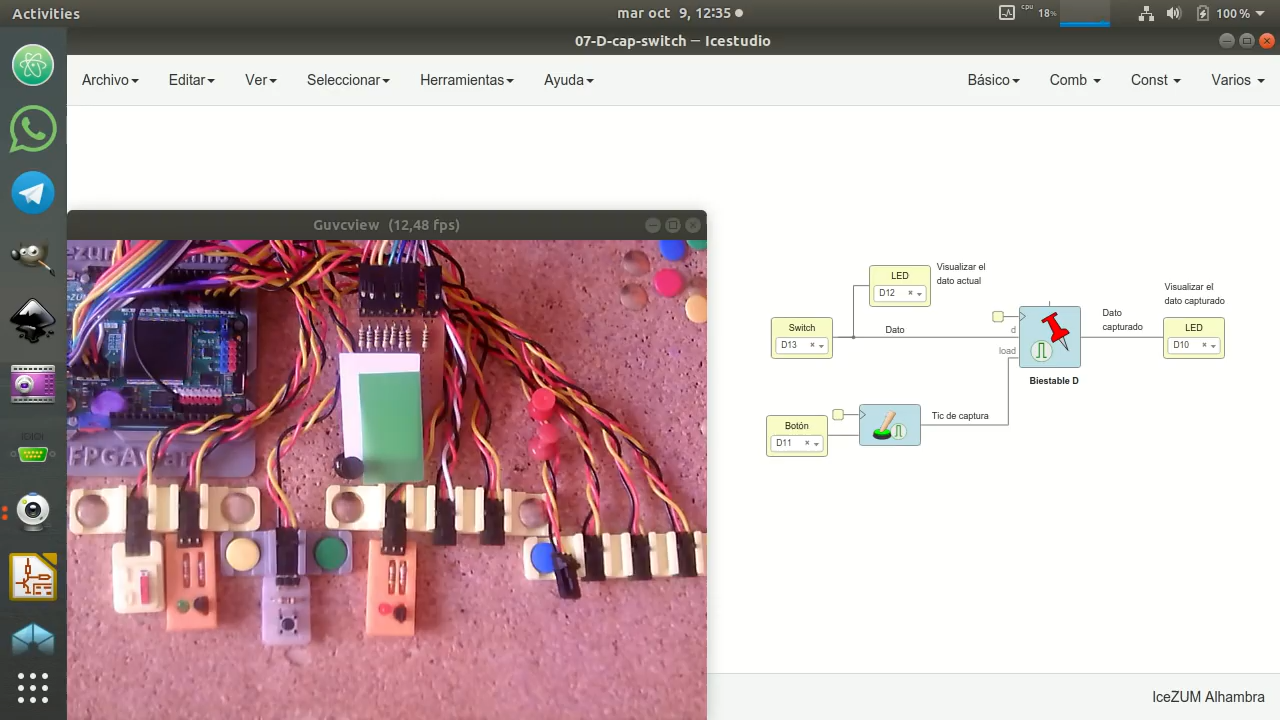 Activities
mar oct 9, 12:35
cpu
18%
100 %
07-D-cap-switch — Icestudio
Archivo
Editar
Ver
Seleccionar
Herramientas
Ayuda
Básico
Comb
Const
Varios
Guvcview (12,48 fps)
Visualizar el
dato actual
LED
D12
Visualizar el
dato capturado
Switch
D13
Dato
d
load
Dato
capturado
LED
D10
Biestable D
Botón
D11
Tic de captura
IceZUM Alhambra